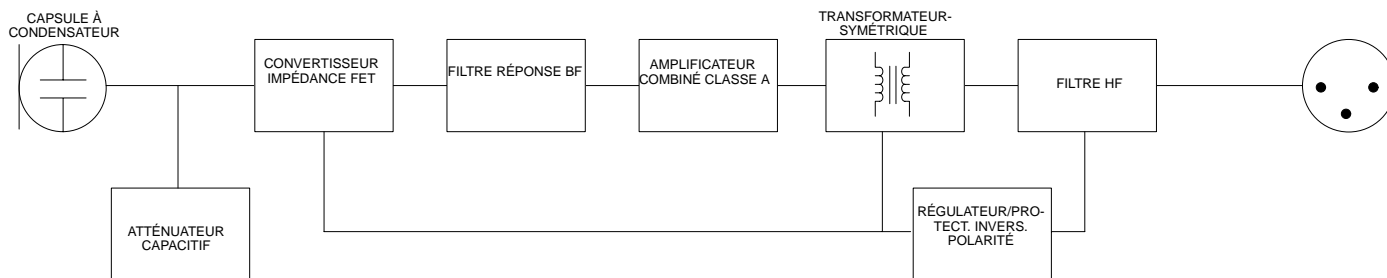 CAPSULE À
CONDENSATEUR
CONVERTISSEUR
IMPÉDANCE FET
FILTRE RÉPONSE BF
AMPLIFICATEUR
COMBINÉ CLASSE A
TRANSFORMATEUR-
SYMÉTRIQUE
FILTRE HF
ATTÉNUATEUR
CAPACITIF
RÉGULATEUR/PRO-
TECT. INVERS.
POLARITÉ